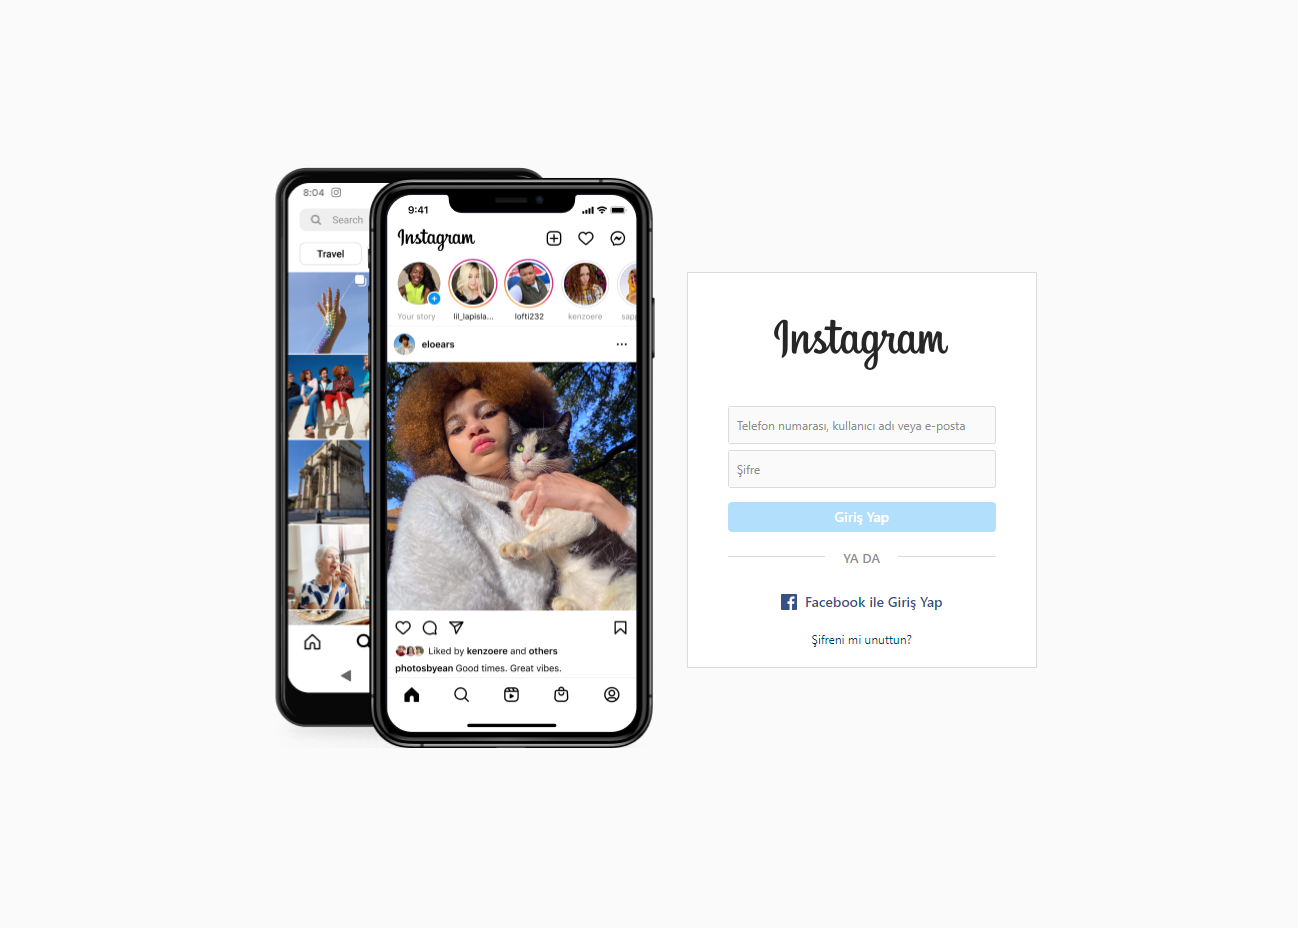 8:04
Search
Travel
9:41
Instagram
Your story
lil_lapisla...
lofti232
kenzoere
sapp
eloears
Liked by kenzoere and others
photosbyean Good times. Great vibes.
Instagram
Telefon numarası, kullanıcı adı veya e-posta
Şifre
Giriş Yap
YA DA
Facebook ile Giriş Yap
Şifreni mi unuttun?